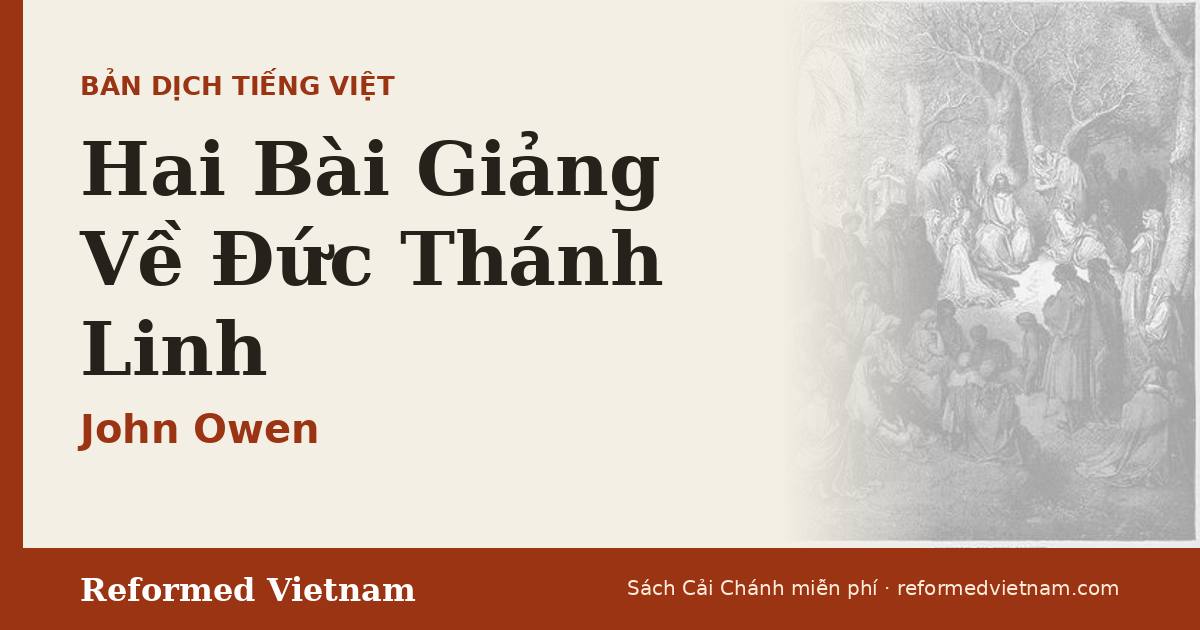 BẢN DỊCH TIẾNG VIỆT
Hai Bài Giảng
Về Đức Thánh
Linh
John Owen
Reformed Vietnam
Sách Cải Chánh miễn phí · reformedvietnam.com